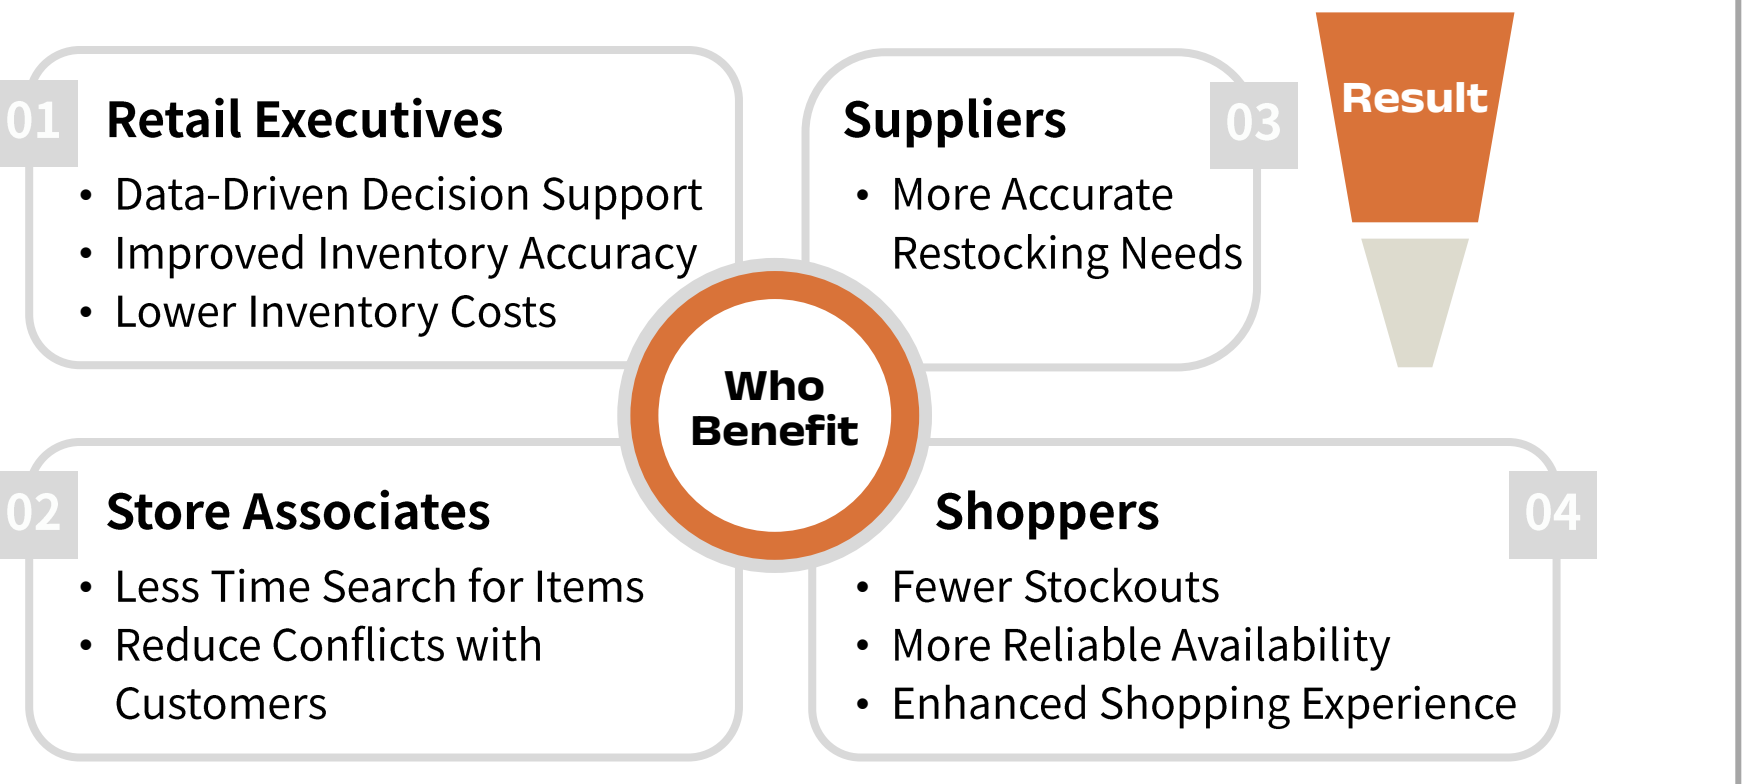 01
Retail Executives
• Data-Driven Decision Support
• Improved Inventory Accuracy
• Lower Inventory Costs
Suppliers
03
• More Accurate
Restocking Needs
Result
Who
Benefit
02
Store Associates
• Less Time Search for Items
• Reduce Conflicts with
Customers
Shoppers
04
• Fewer Stockouts
• More Reliable Availability
• Enhanced Shopping Experience